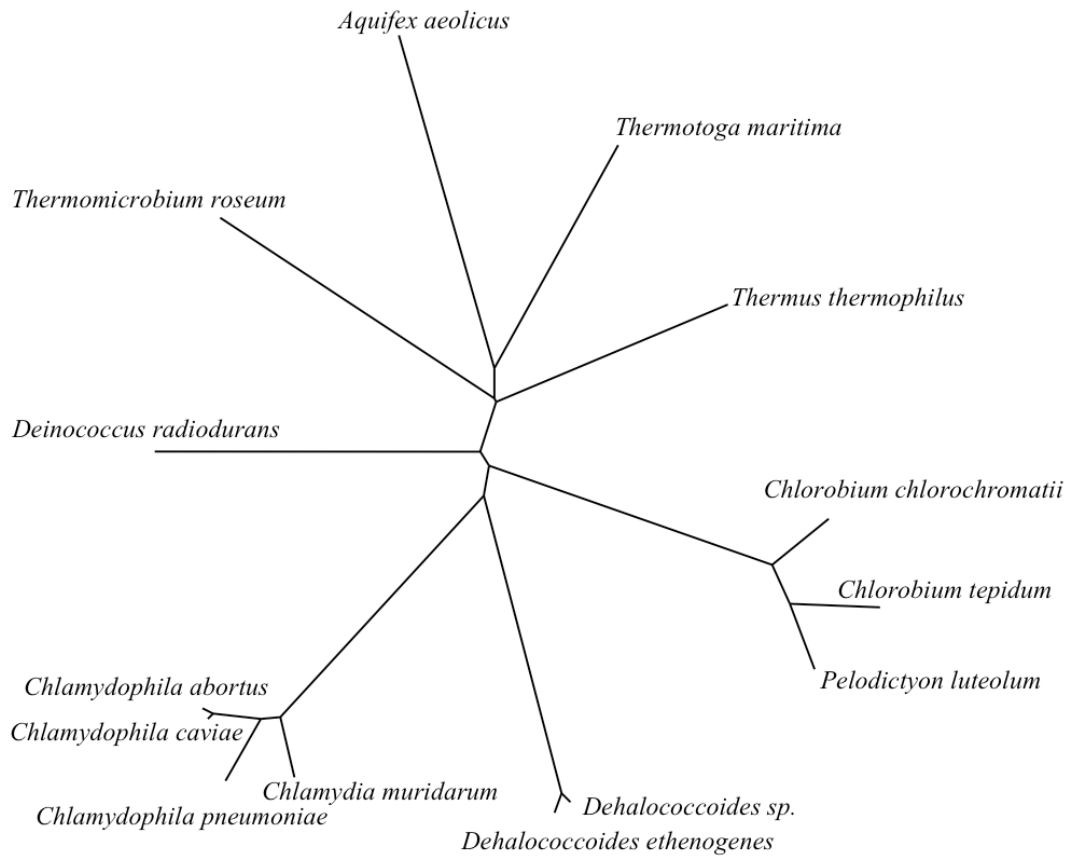 Aquifex aeolicus
Thermotoga maritima
Thermomicrobium roseum
Thermus thermophilus
Deinococcus radiodurans
Chlorobium chlorochromatii
Chlorobium tepidum
Pelodictyon luteolum
Chlamydophila abortus
Chlamydophila caviae
Chlamydia muridarum
Chlamydophila pneumoniae
Dehalococcoides sp.
Dehalococcoides ethenogenes